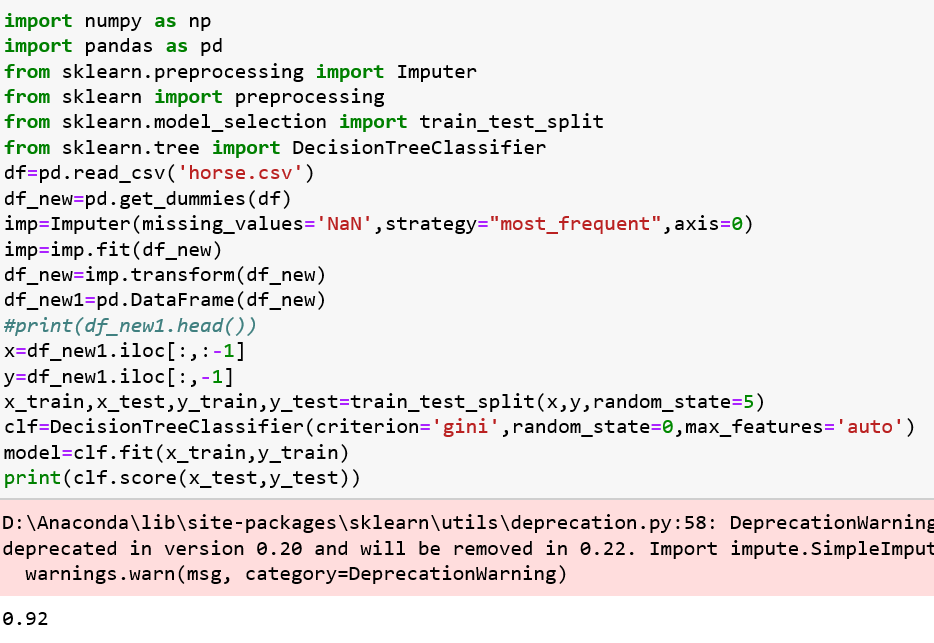 import numpy as np
import pandas as pd
from sklearn.preprocessing import Imputer
from sklearn import preprocessing
from sklearn.model_selection import train_test_split
from sklearn.tree import DecisionTreeClassifier
df=pd.read_csv('horse.csv')
df_new=pd.get_dummies(df)
imp=Imputer(missing_values='NaN',strategy="most_frequent",axis=0)
imp=imp.fit(df_new)
df_new=imp.transform(df_new)
df_new1=pd.DataFrame(df_new)
#print(df_new1.head())
x=df_new1.iloc[:,:-1]
y=df_new1.iloc[:,-1]
x_train,x_test,y_train,y_test=train_test_split(x,y,random_state=5)
clf=DecisionTreeClassifier(criterion='gini',random_state=0,max_features='auto')
model=clf.fit(x_train,y_train)
print(clf.score(x_test,y_test))
D:\Anaconda\lib\site-packages\sklearn\utils\deprecation.py:58: DeprecationWarning
deprecated in version 0.20 and will be removed in 0.22. Import impute.SimpleImput
warnings.warn(msg, category=DeprecationWarning)
0.92